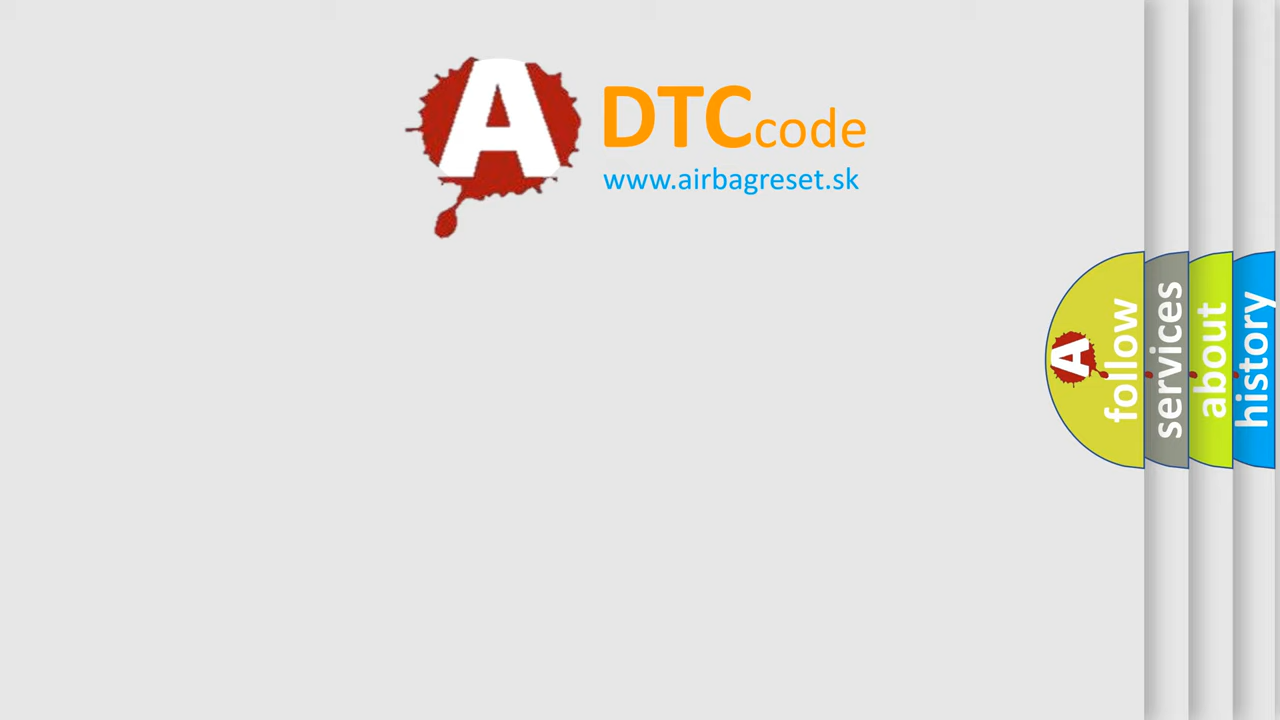 A
DTCcode
www.airbagreset.sk
A
follow
services
about
history